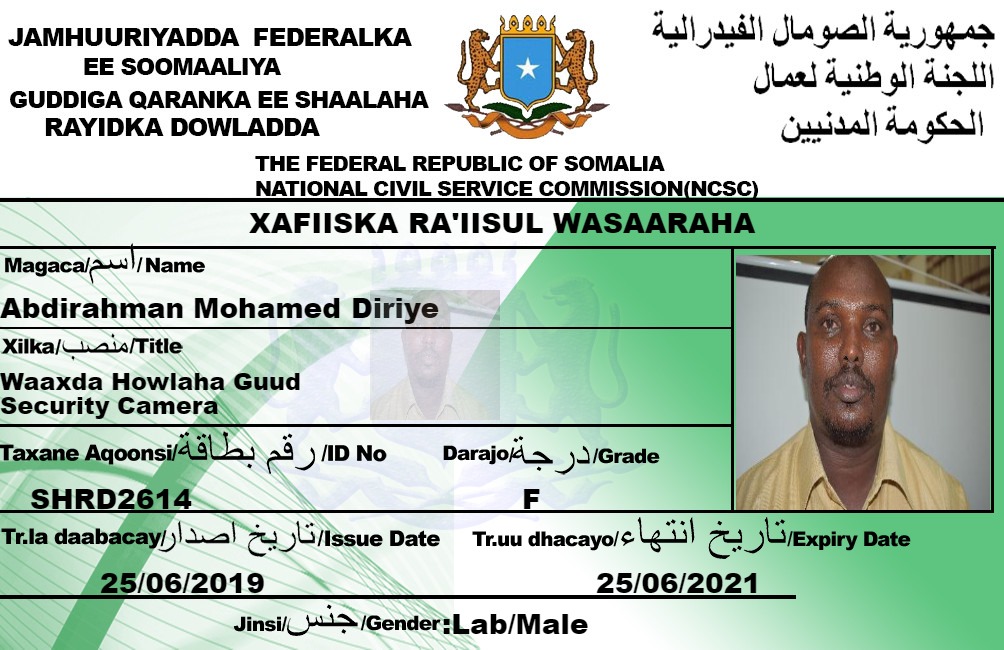 JAMHUURIYADDA FEDERALKA
EE SOOMAALIYA
GUDDIGA QARANKA EE SHAALAHA
RAYIDKA DOWLADDA
جمهورية الصومال الفيدرالية
اللجنة الوطنية لعمال
الحكومة المدنيين
THE FEDERAL REPUBLIC OF SOMALIA
NATIONAL CIVIL SERVICE COMMISSION(NCSC)
XAFIISKA RA'IISUL WASAARAHA
Magaca/اسم/Name
Abdirahman Mohamed Diriye
Xilka/منصب/Title
Waaxda Howlaha Guud
Security Camera
Taxane Aqoonsi/رقم بطاقة/ID No
SHRD2614
Darajo/درجة/Grade
F
Tr.la daabacay/تاريخ اصدار/Issue Date
25/06/2019
Tr.uu dhacayo/تاريخ انتهاء/Expiry Date
25/06/2021
Jinsi/جنس/Gender:Lab/Male